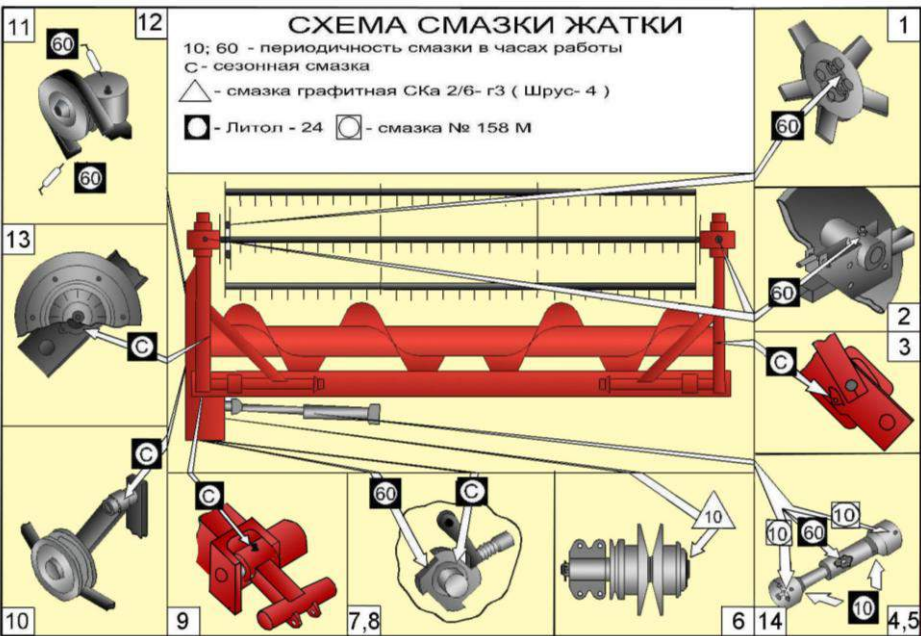 СХЕМА СМАЗКИ ЖАТКИ
10; 60 - периодичность смазки в часах работы
С - сезонная смазка
- смазка графитная СКа 2/6- г3 ( Шрус- 4 )
- Литол - 24 - смазка № 158 М
11
12
60
60
1
60
13
С
60
2
3
С
С
10
С
9
60
С
7,8
10
6
10
60
10
10
14
4,5